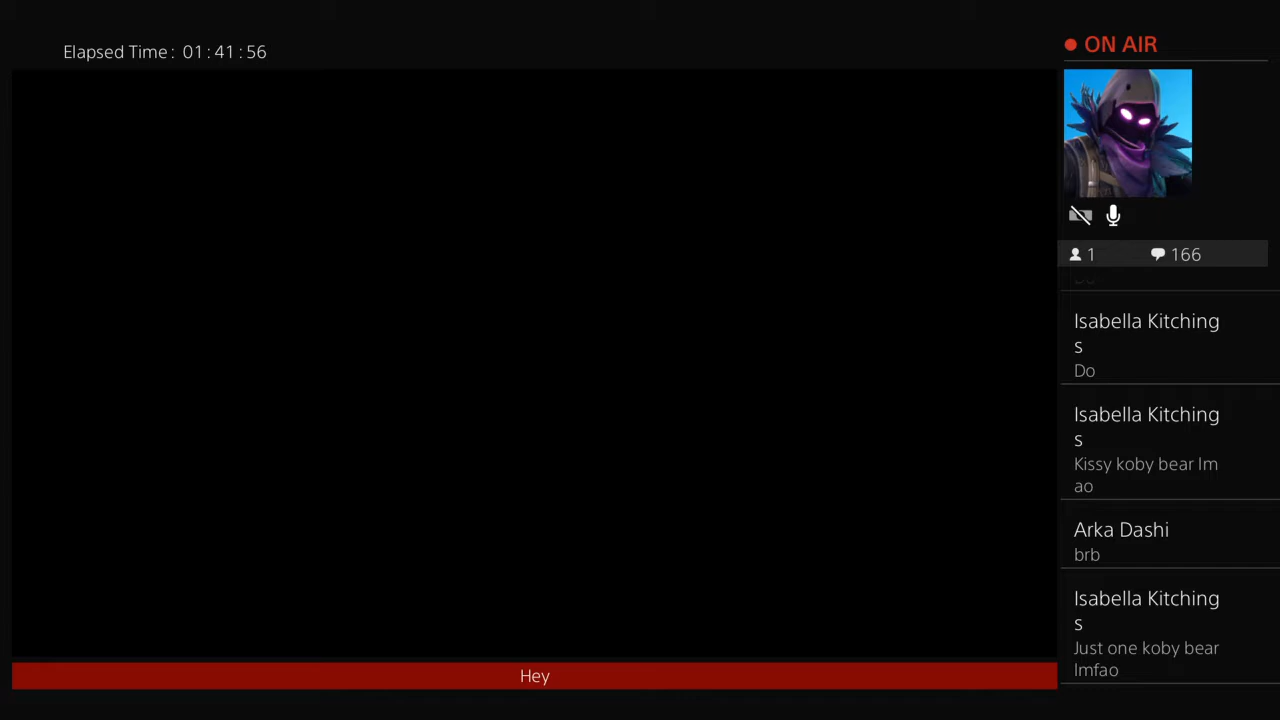 Elapsed Time: 01:41:56
ON AIR
1 166
Isabella Kitching
s
Do
Isabella Kitching
s
Kissy koby bear lm
ao
Arka Dashi
brb
Isabella Kitching
s
Just one koby bear
lmfao
Hey